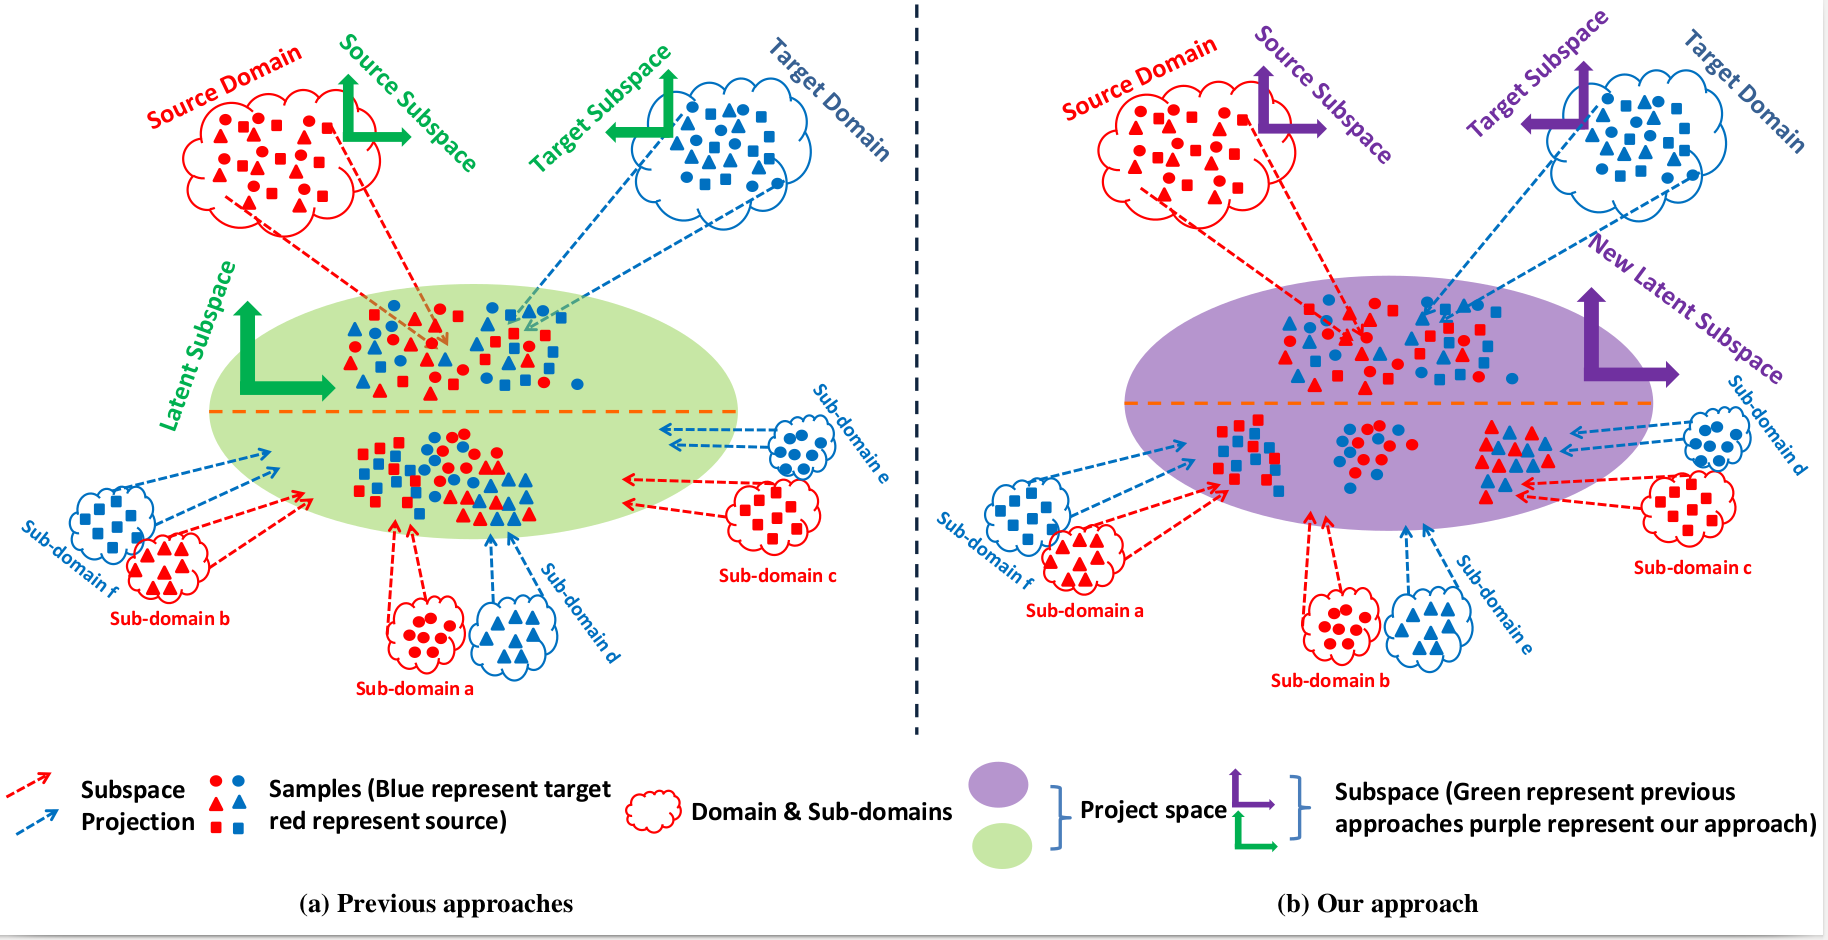 Source Domain
Source Subspace
Target Subspace
Target Domain
Latent Subspace
Sub-domain e
Sub-domain f
Sub-domain b
Sub-domain c
Sub-domain d
Sub-domain a
Source Domain
Source Subspace
Target Subspace
Target Domain
New Latent Subspace
Sub-domain d
Sub-domain f
Sub-domain a
Sub-domain c
Sub-domain e
Sub-domain b
Subspace
Projection
Samples (Blue represent target
red represent source)
Domain & Sub-domains
Project space
Subspace (Green represent previous
approaches purple represent our approach)
(a) Previous approaches
(b) Our approach